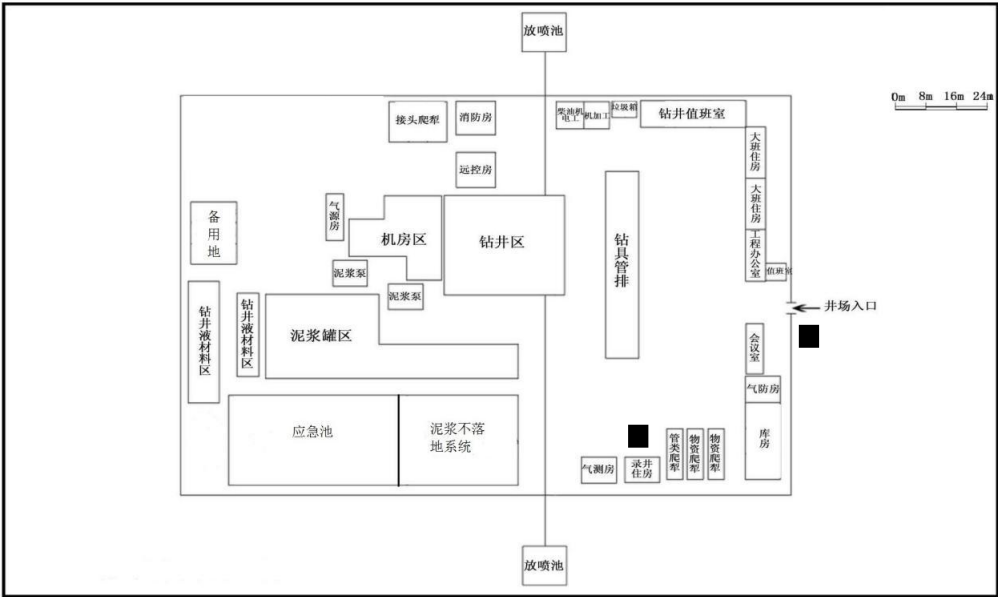 放喷池
0m 8m 16m 24m
接头爬犁
消防房
柴油机
电工
机加工
垃圾箱
钻井值班室
大班住房
远控房
大班住房
气源房
备用地
机房区
钻井区
钻具管排
工程办公室
值班室
泥浆泵
泥浆泵
井场入口
钻井液材料区
钻井液材料区
泥浆罐区
会议室
气防房
应急池
泥浆不落
地系统
管类爬犁
物资爬犁
物资爬犁
库房
气测房
录井
住房
放喷池